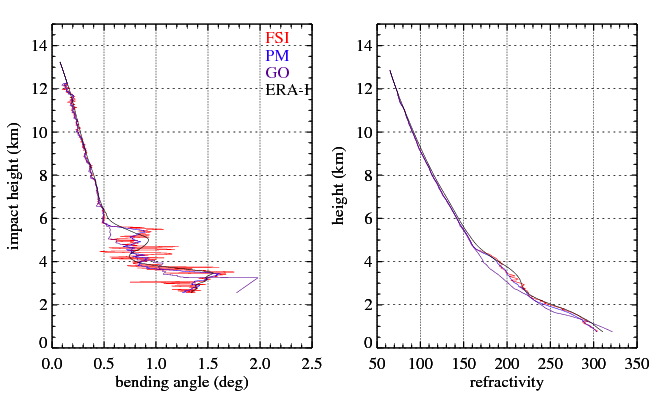 14
12
10
8
6
4
2
0
impact height (km)
0.0 0.5 1.0 1.5 2.0 2.5
bending angle (deg)
FSI
PM
GO
ERA-I
14
12
10
8
6
4
2
0
height (km)
50 100 150 200 250 300 350
refractivity